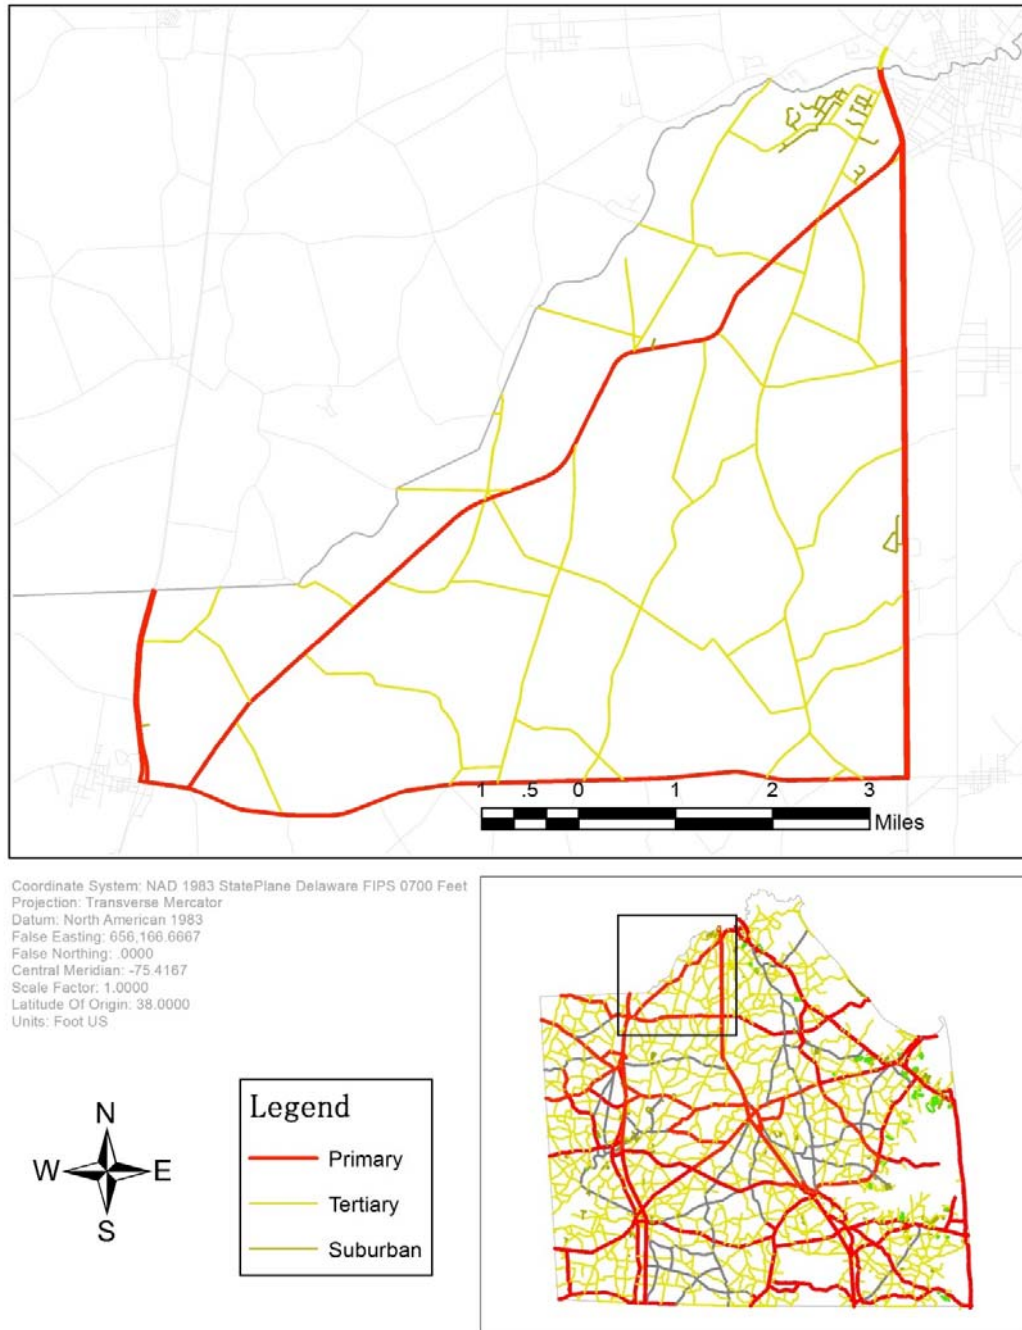 1 .5 0 1 2 3
Miles
Coordinate System: NAD 1983 StatePlane Delaware FIPS 0700 Feet
Projection: Transverse Mercator
Datum: North American 1983
False Easting: 656,166.6667
False Northing: .0000
Central Meridian: -75.4167
Scale Factor: 1.0000
Latitude Of Origin: 38.0000
Units: Foot US
N
W E
S
Legend
Primary
Tertiary
Suburban